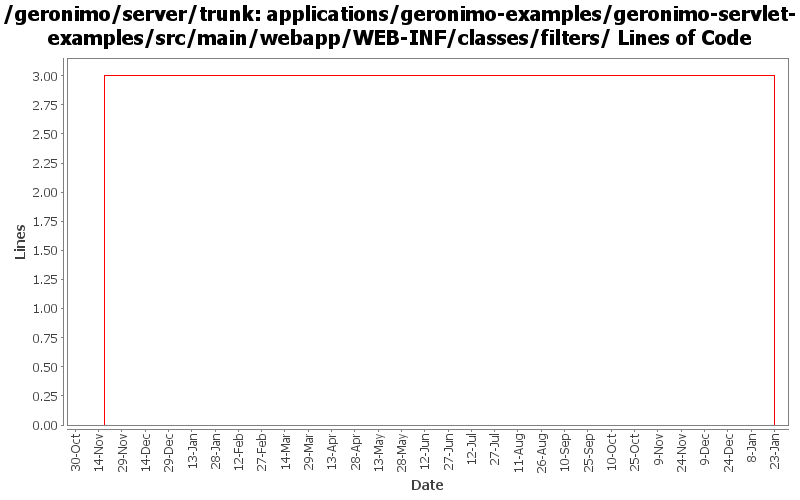 /geronimo/server/trunk: applications/geronimo-examples/geronimo-servlet-
examples/src/main/webapp/WEB-INF/classes/filters/ Lines of Code
3.00
2.75
2.50
2.25
2.00
1.75
1.50
1.25
1.00
0.75
0.50
0.25
0.00
Lines
30-Oct
14-Nov
29-Nov
14-Dec
29-Dec
13-Jan
28-Jan
12-Feb
27-Feb
14-Mar
29-Mar
13-Apr
28-Apr
13-May
28-May
12-Jun
27-Jun
12-Jul
27-Jul
11-Aug
26-Aug
10-Sep
25-Sep
10-Oct
25-Oct
9-Nov
24-Nov
9-Dec
24-Dec
8-Jan
23-Jan
Date